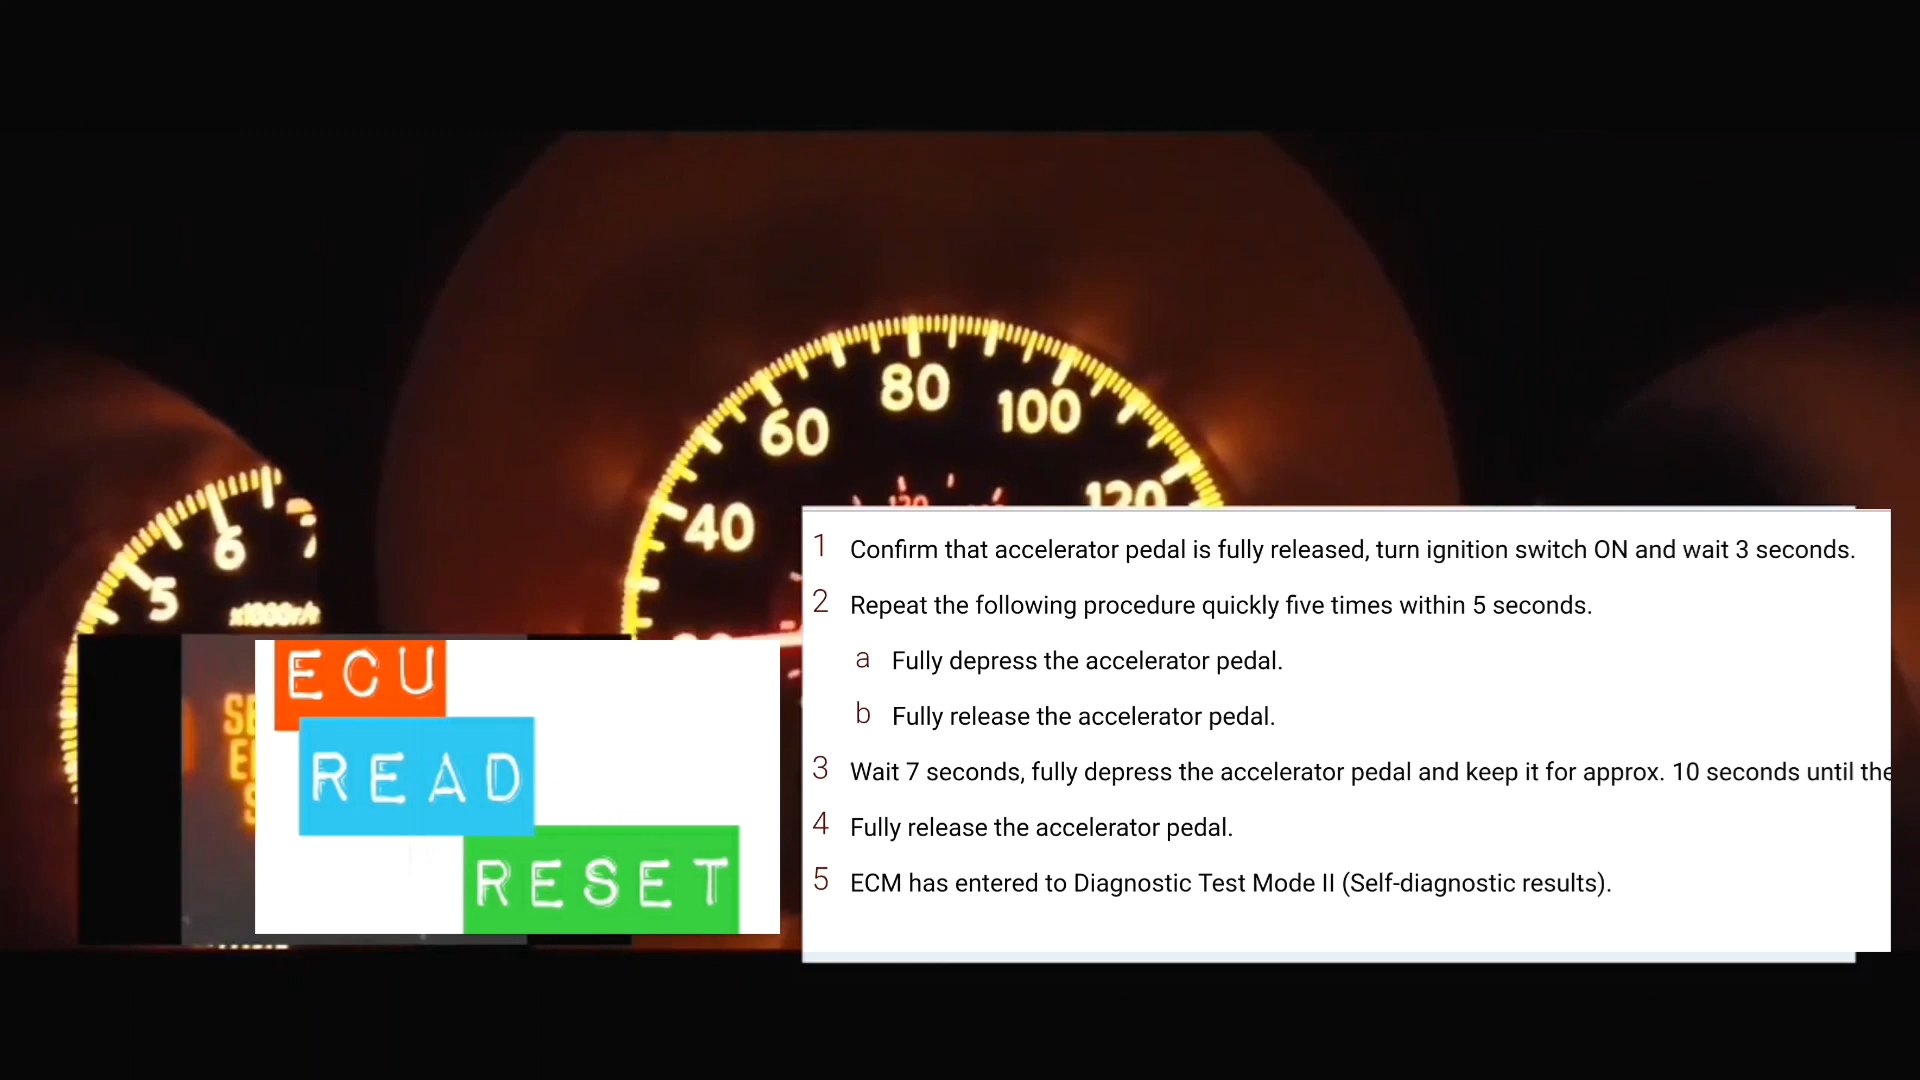 80
60
100
40
120
120
6
5
x1000r/
ECU
READ
RESET
1 Confirm that accelerator pedal is fully released, turn ignition switch ON and wait 3 seconds.
2 Repeat the following procedure quickly five times within 5 seconds.
a Fully depress the accelerator pedal.
b Fully release the accelerator pedal.
3 Wait 7 seconds, fully depress the accelerator pedal and keep it for approx. 10 seconds until the
4 Fully release the accelerator pedal.
5 ECM has entered to Diagnostic Test Mode II (Self-diagnostic results).